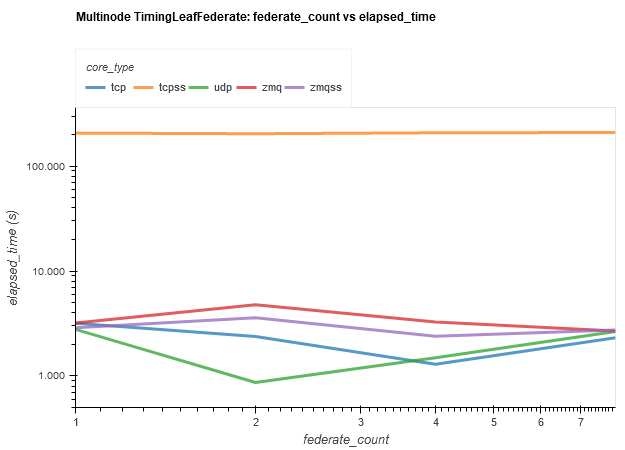 Multinode TimingLeafFederate: federate_count vs elapsed_time
core_type
tcp tcpss udp zmq zmqss
100.000
10.000
1.000
elapsed_time (s)
1 2 3 4 5 6 7
federate_count